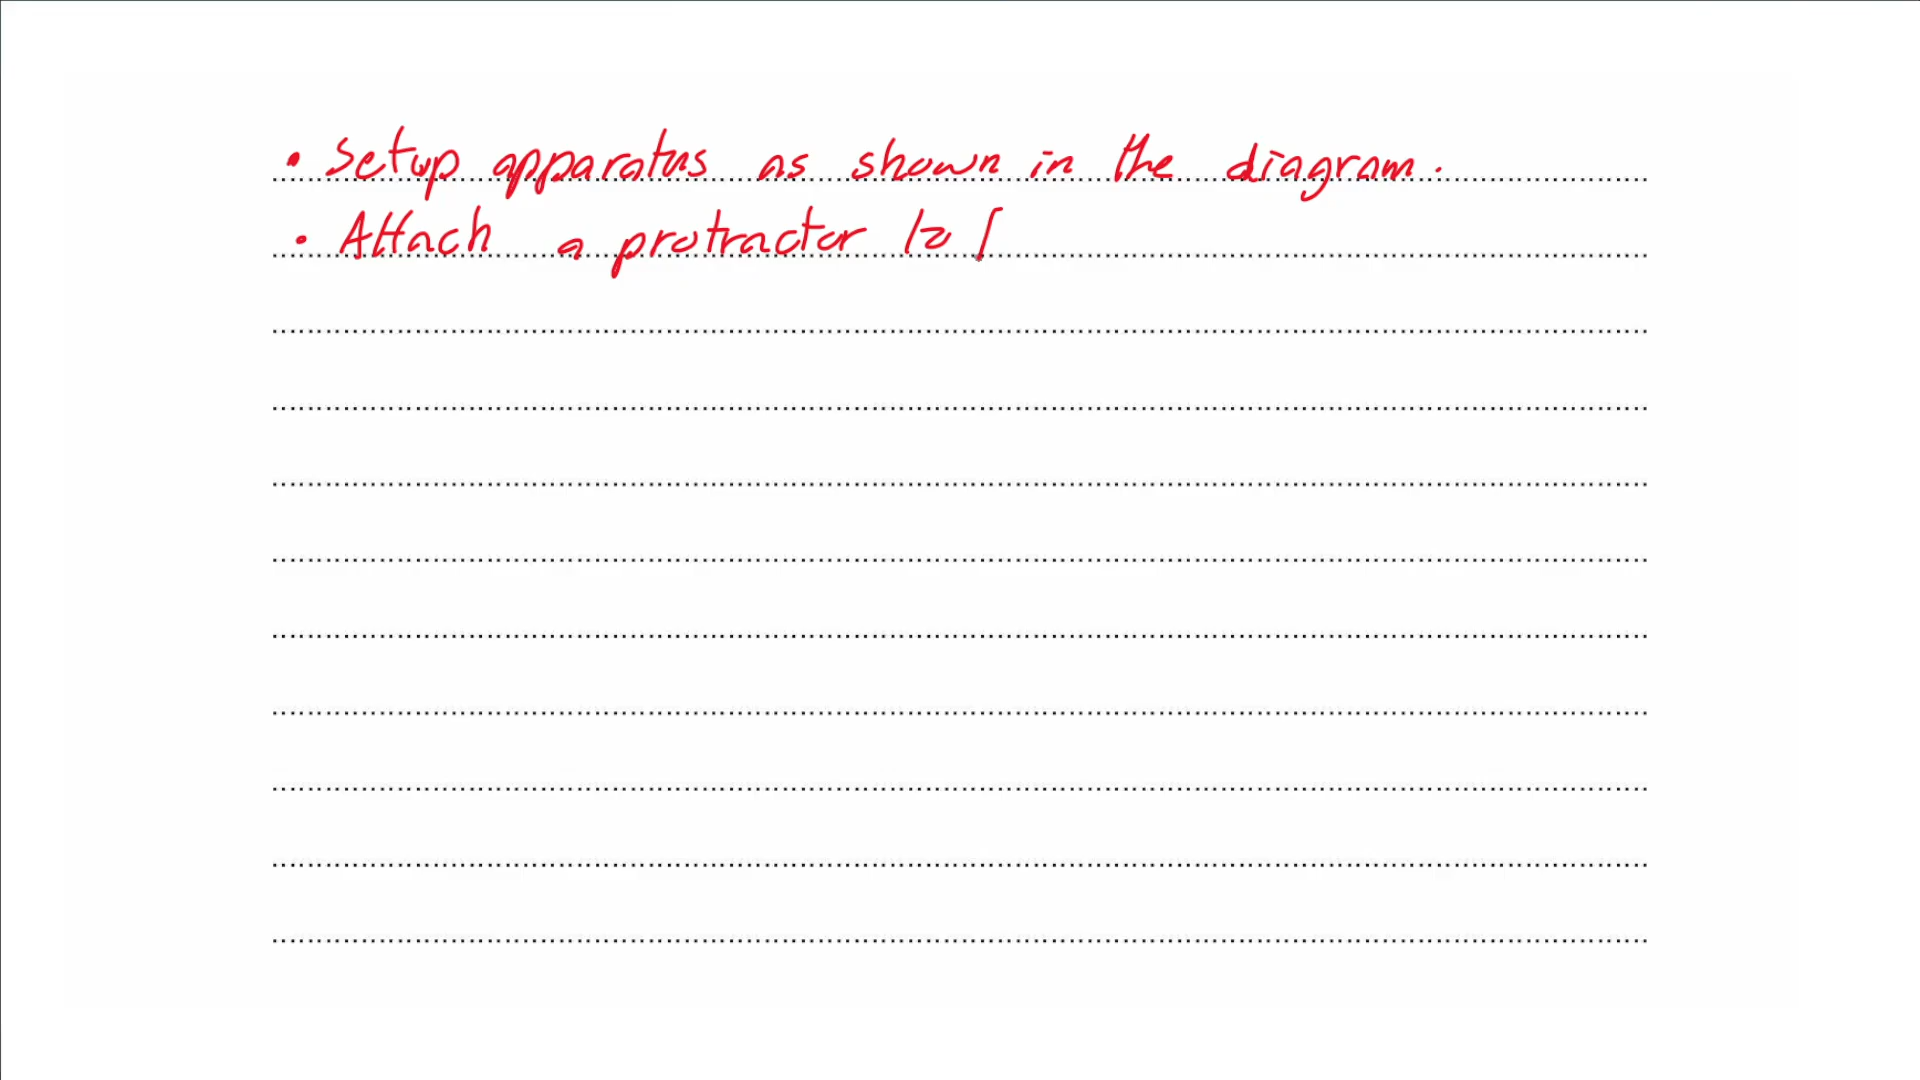 • Setup apparatus as shown in the diagram.
• Attach a protractor to